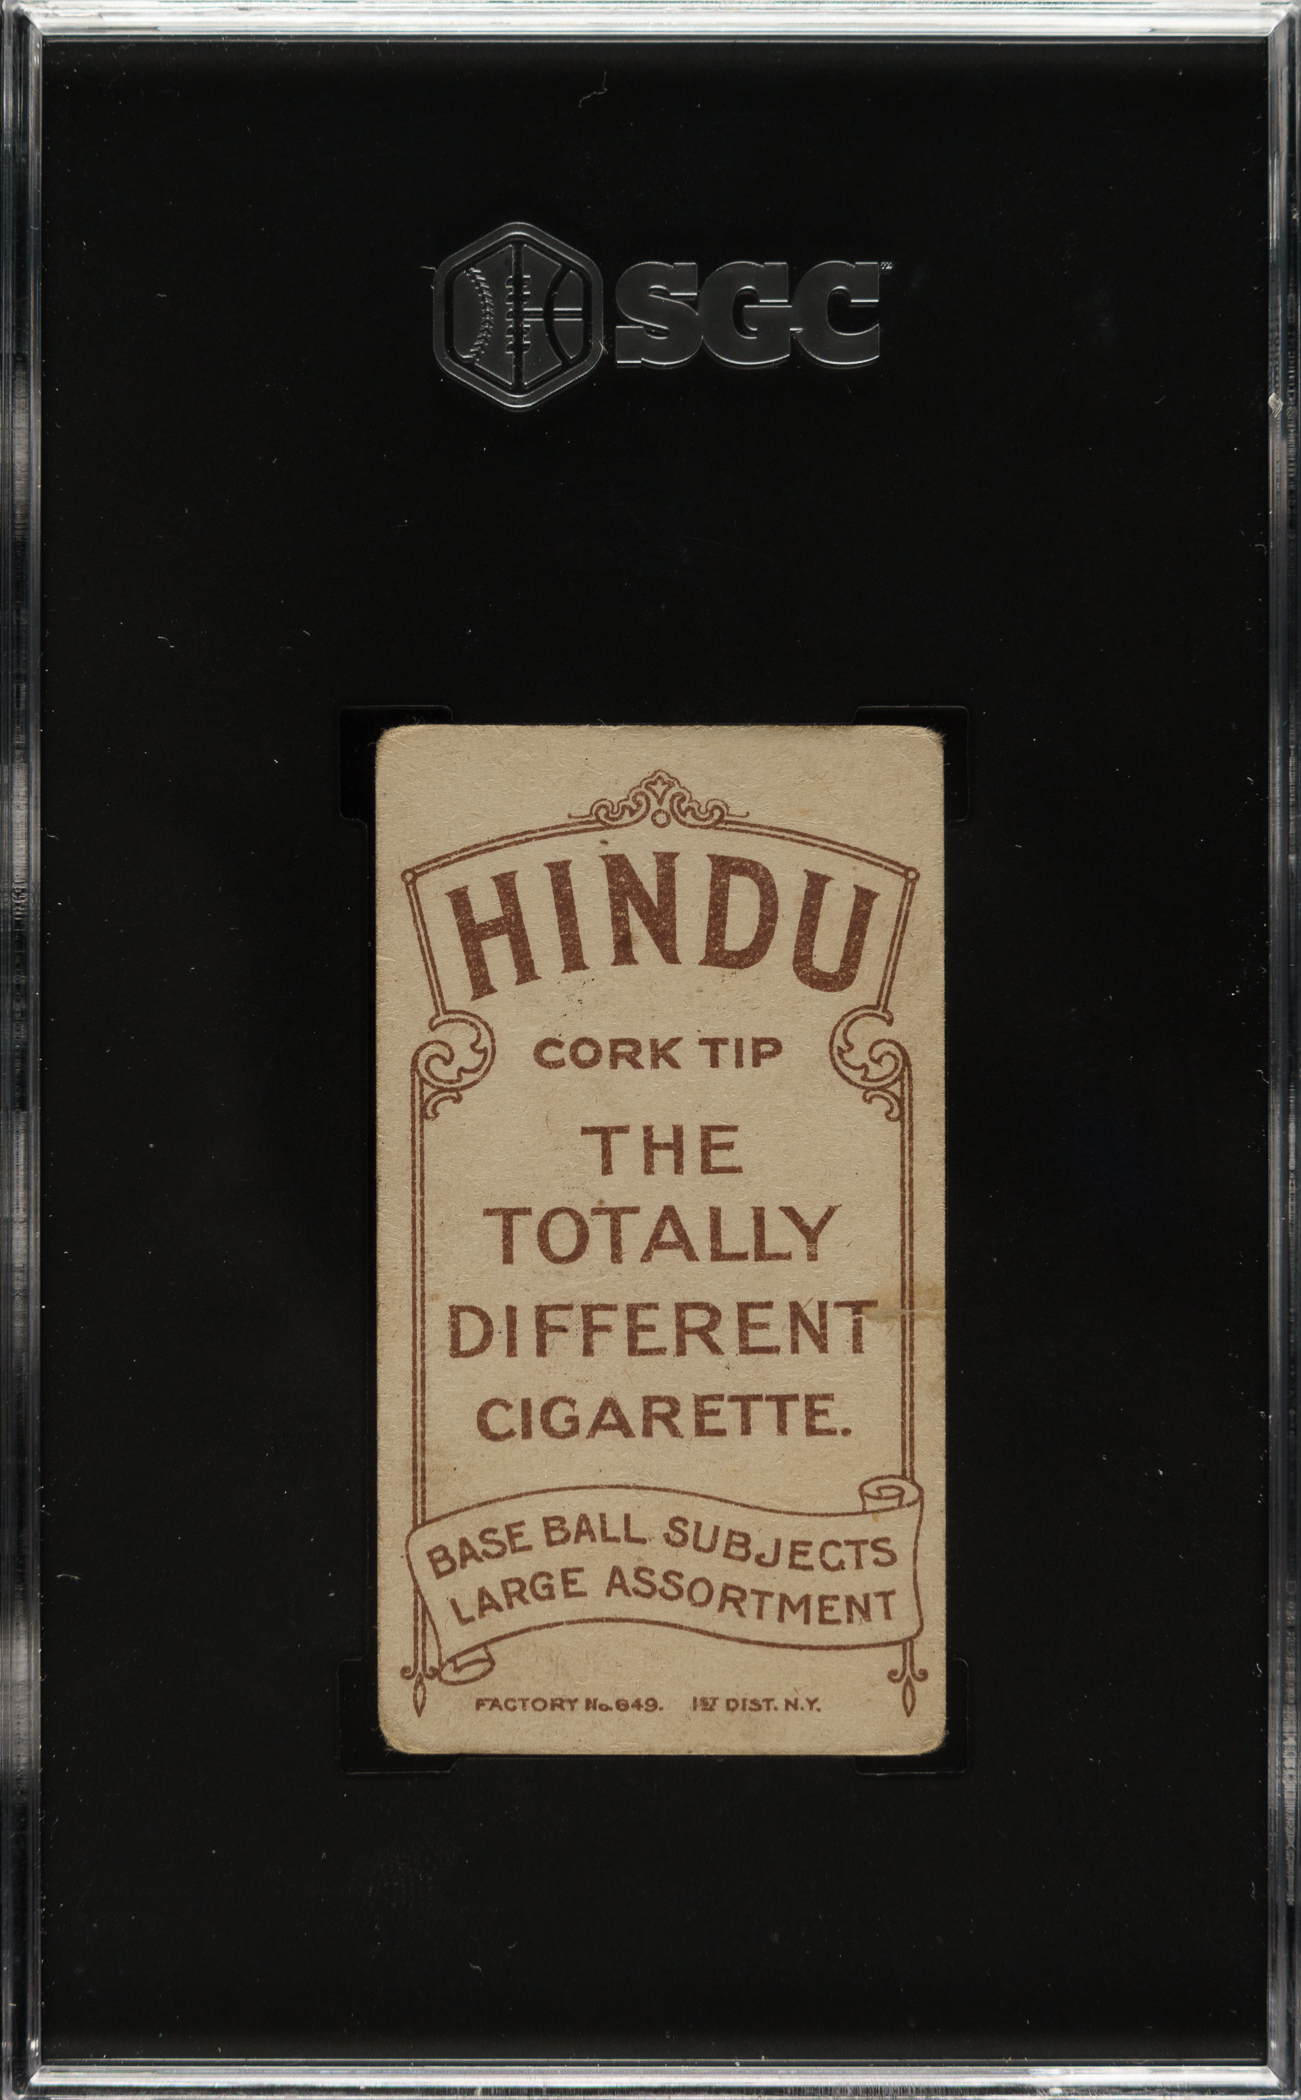 SGC
HINDU
CORK TIP
THE
TOTALLY
DIFFERENT
CIGARETTE.
BASE BALL SUBJECTS
LARGE ASSORTMENT
FACTORY No. 649. 1ST DIST. N.Y.